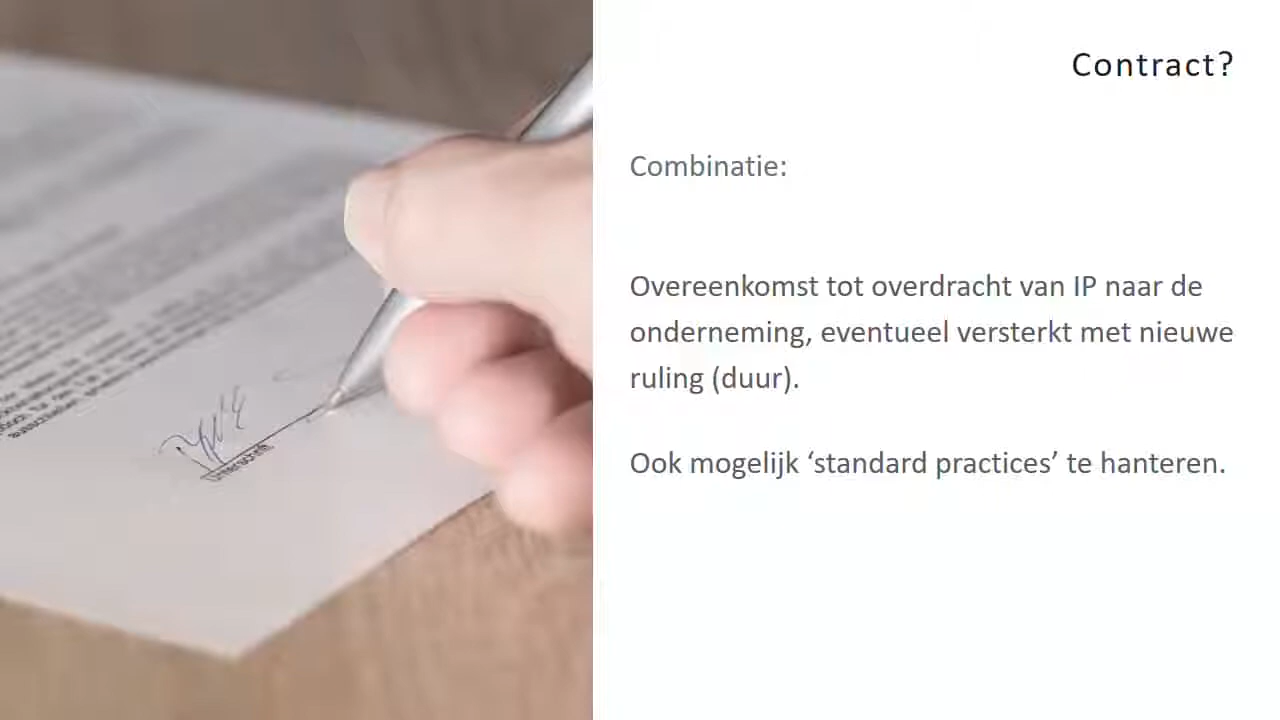 Contract?
Combinatie:
Overeenkomst tot overdracht van IP naar de
onderneming, eventueel versterkt met nieuwe
ruling (duur).
Ook mogelijk ‘standard practices’ te hanteren.